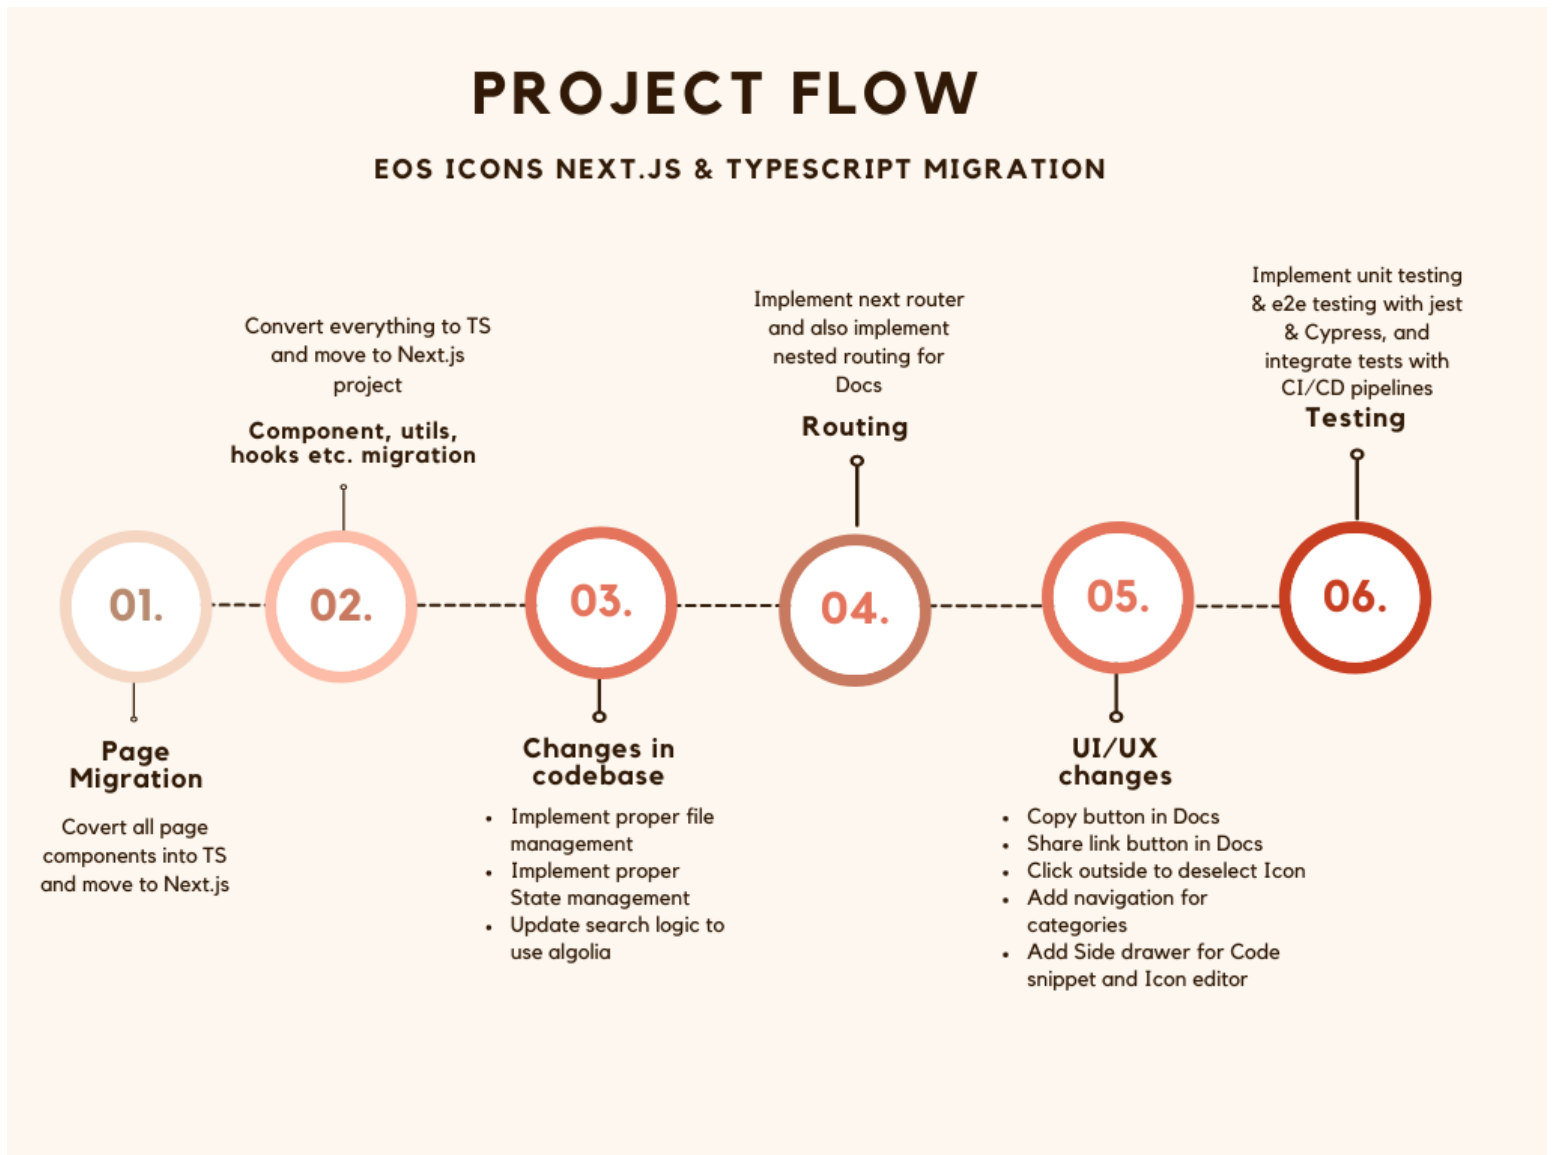 PROJECT FLOW
EOS ICONS NEXT.JS & TYPESCRIPT MIGRATION
01.
Page
Migration
Covert all page
components into TS
and move to Next.js
Convert everything to TS
and move to Next.js
project
Component, utils,
hooks etc. migration
02.
03.
Changes in
codebase
• Implement proper file
management
• Implement proper
State management
• Update search logic to
use algolia
Implement next router
and also implement
nested routing for
Docs
Routing
04.
05.
UI/UX
changes
• Copy button in Docs
• Share link button in Docs
• Click outside to deselect Icon
• Add navigation for
categories
• Add Side drawer for Code
snippet and Icon editor
Implement unit testing
& e2e testing with jest
& Cypress, and
integrate tests with
CI/CD pipelines
Testing
06.